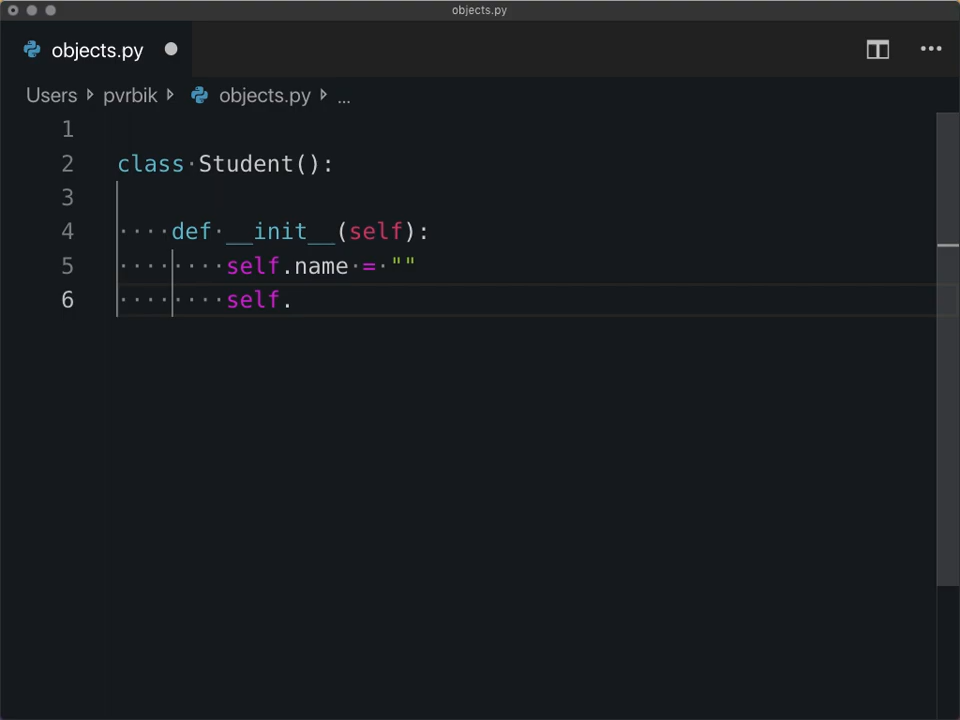 objects.py
objects.py
Users pvrbik objects.py ...
1
2 class Student():
3
4 def __init__(self):
5 self.name = ""
6 self.